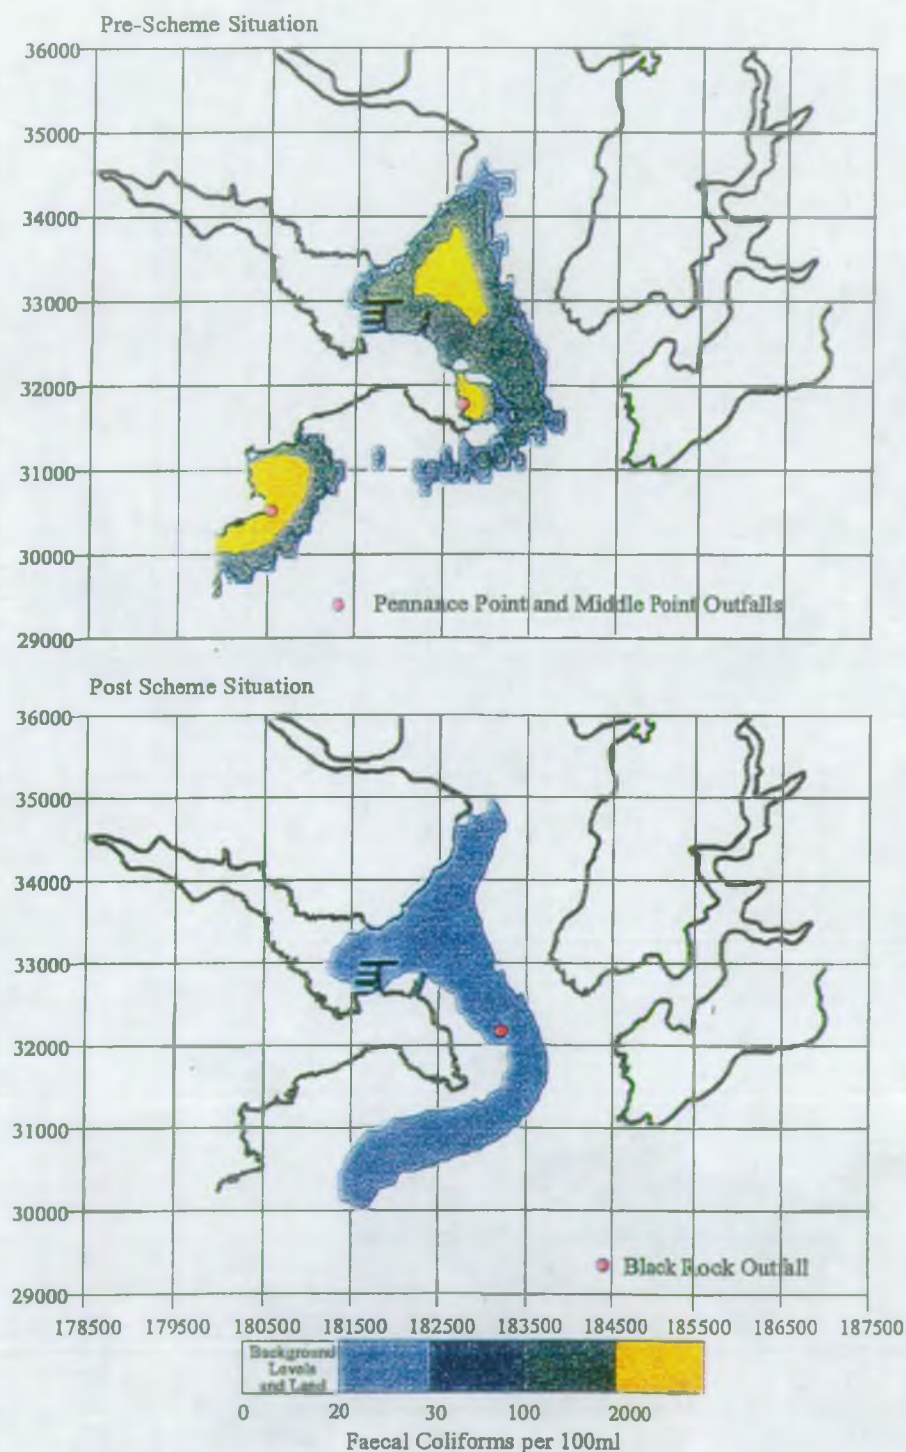 Pre-Scheme Situation
36000
35000
34000
33000
32000
31000
30000
29000
Pennance Point and Middle Point Outfalls
Post Scheme Situation
36000
35000
34000
33000
32000
31000
30000
29000
Black Rock Outfall
178500 179500 180500 181500 182500 183500 184500 185500 186500 187500
Background
Levels
and Land
0 20 30 100 2000
Faecal Coliforms per 100ml